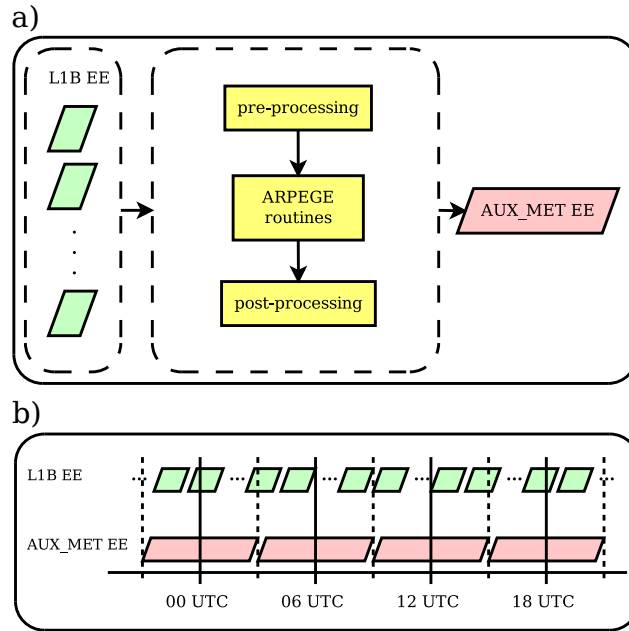 a)
L1B EE
pre-processing
ARPEGE
routines
AUX_MET EE
post-processing
b)
L1B EE
AUX_MET EE
00 UTC 06 UTC 12 UTC 18 UTC